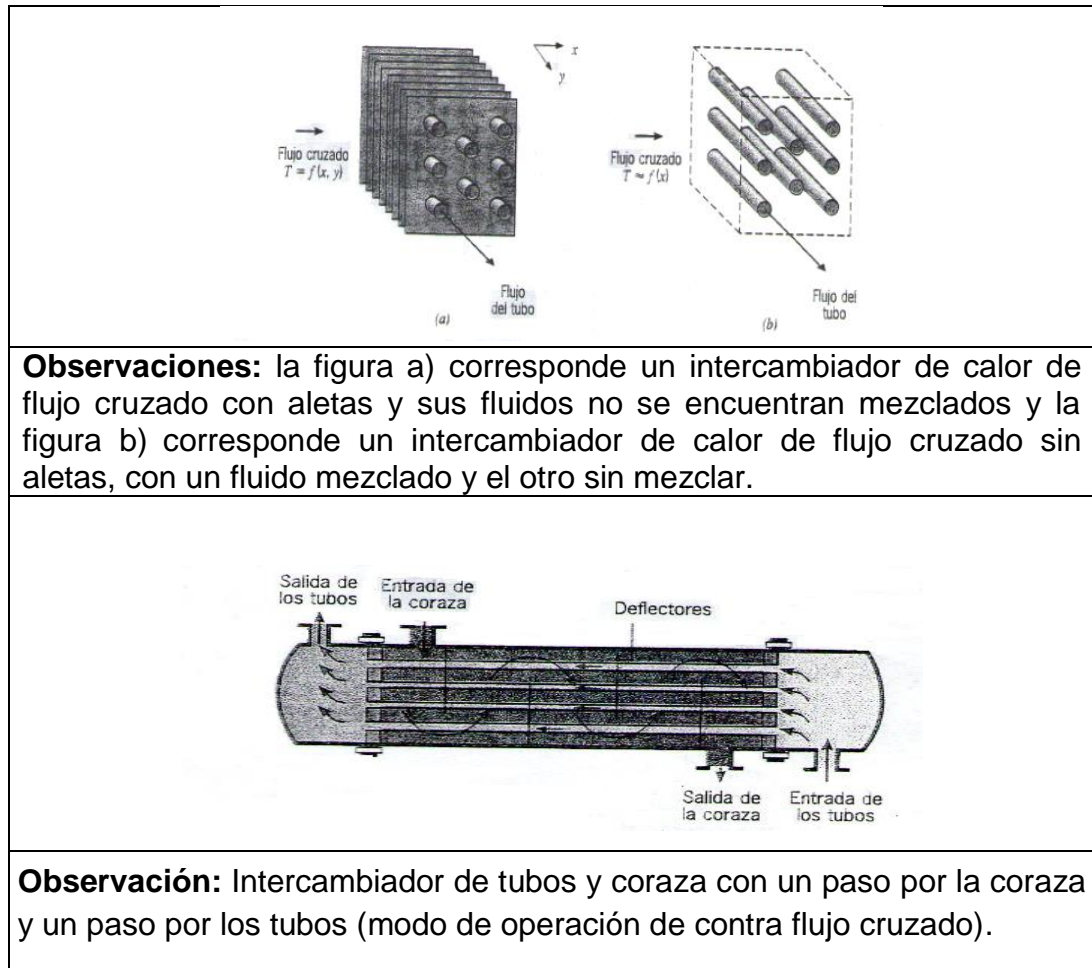 x
y
Flujo cruzado
T = f(x, y)
Flujo
del tubo
(a)
Flujo cruzado
T ≈ f(x)
Flujo del
tubo
(b)
Observaciones: la figura a) corresponde un intercambiador de calor de
flujo cruzado con aletas y sus fluidos no se encuentran mezclados y la
figura b) corresponde un intercambiador de calor de flujo cruzado sin
aletas, con un fluido mezclado y el otro sin mezclar.
Salida de
los tubos
Entrada de
la coraza
Deflectores
Salida de
la coraza
Entrada de
los tubos
Observación: Intercambiador de tubos y coraza con un paso por la coraza
y un paso por los tubos (modo de operación de contra flujo cruzado).